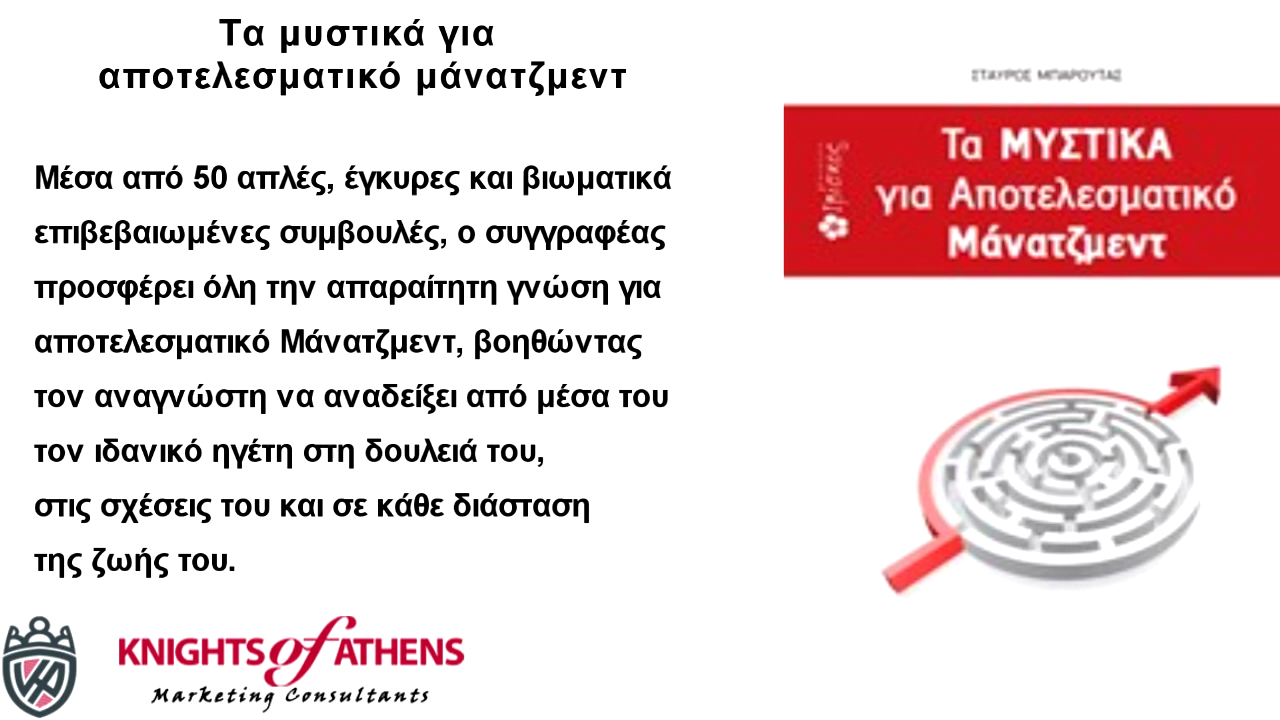 Τα μυστικά για
αποτελεσματικό μάνατζμεντ
Μέσα από 50 απλές, έγκυρες και βιωματικά
επιβεβαιωμένες συμβουλές, ο συγγραφέας
προσφέρει όλη την απαραίτητη γνώση για
αποτελεσματικό Μάνατζμεντ, βοηθώντας
τον αναγνώστη να αναδείξει από μέσα του
τον ιδανικό ηγέτη στη δουλειά του,
στις σχέσεις του και σε κάθε διάσταση
της ζωής του.
KNIGHTS of ATHENS
Marketing Consultants
ΣΤΑΥΡΟΣ ΜΠΑΡΟΥΤΑΣ
Τα ΜΥΣΤΙΚΑ
για Αποτελεσματικό
Μάνατζμεντ